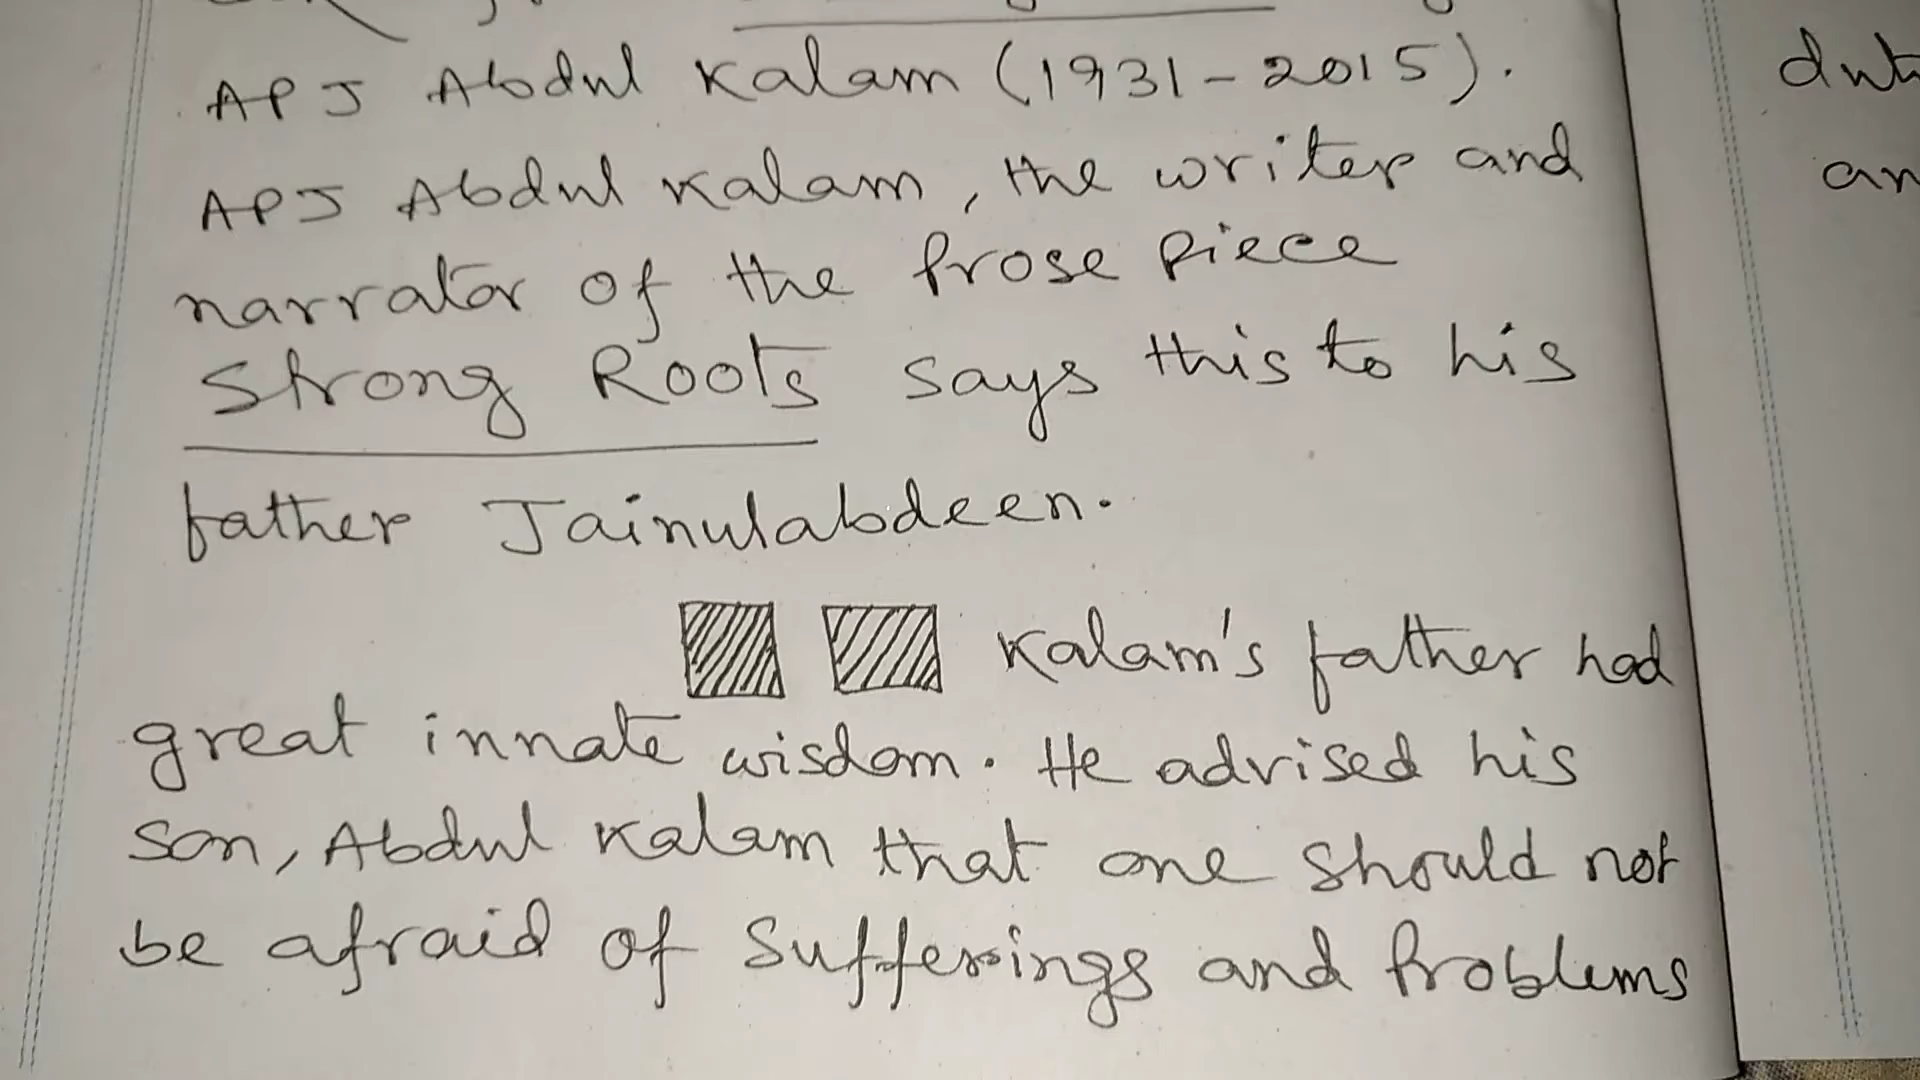 APJ Abdul Kalam (1931-2015).
APJ Abdul Kalam, the writer and
narrator of the Prose Piece
Strong Roots says this to his
father Jainulabdeen.
Kalam's father had
great innate wisdom. He advised his
son, Abdul Kalam that one should not
be afraid of Sufferings and Problems
an